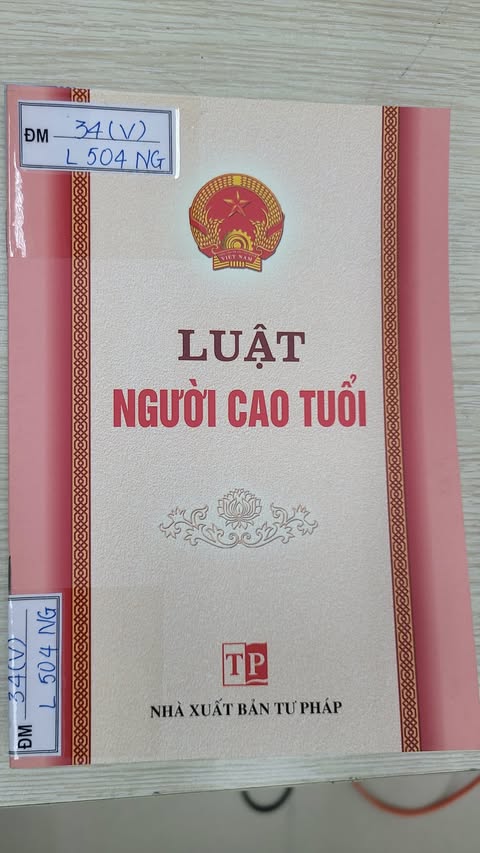 ĐM 34(V)
L 504 NG
VIỆT NAM
LUẬT
NGƯỜI CAO TUỔI
TP
NHÀ XUẤT BẢN TƯ PHÁP
ĐM 34(V)
L 504 NG